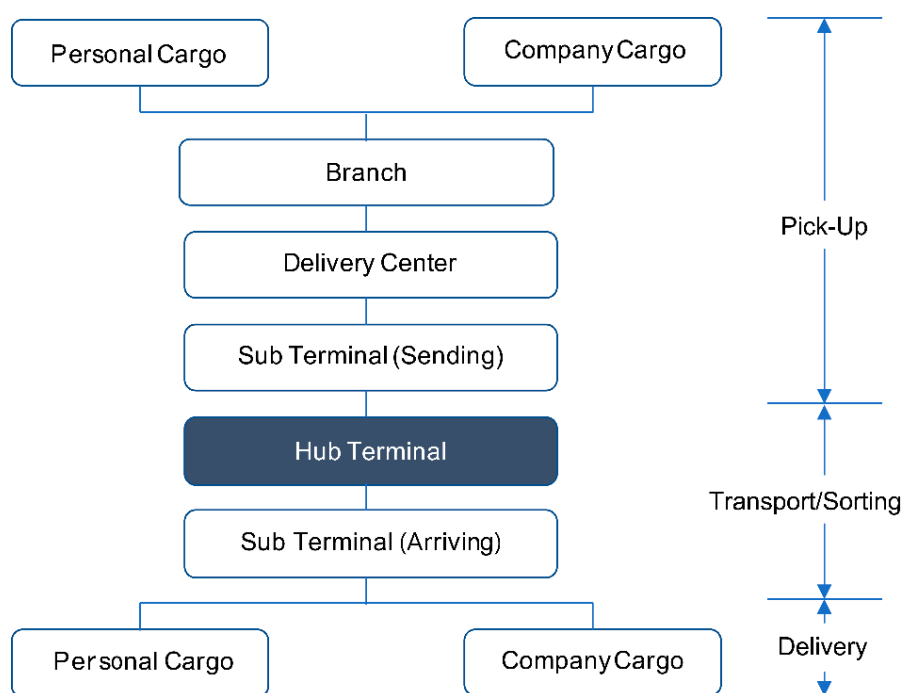 Personal Cargo
Company Cargo
Branch
Pick-Up
Delivery Center
Sub Terminal (Sending)
Hub Terminal
Transport/Sorting
Sub Terminal (Arriving)
Personal Cargo
Company Cargo
Delivery